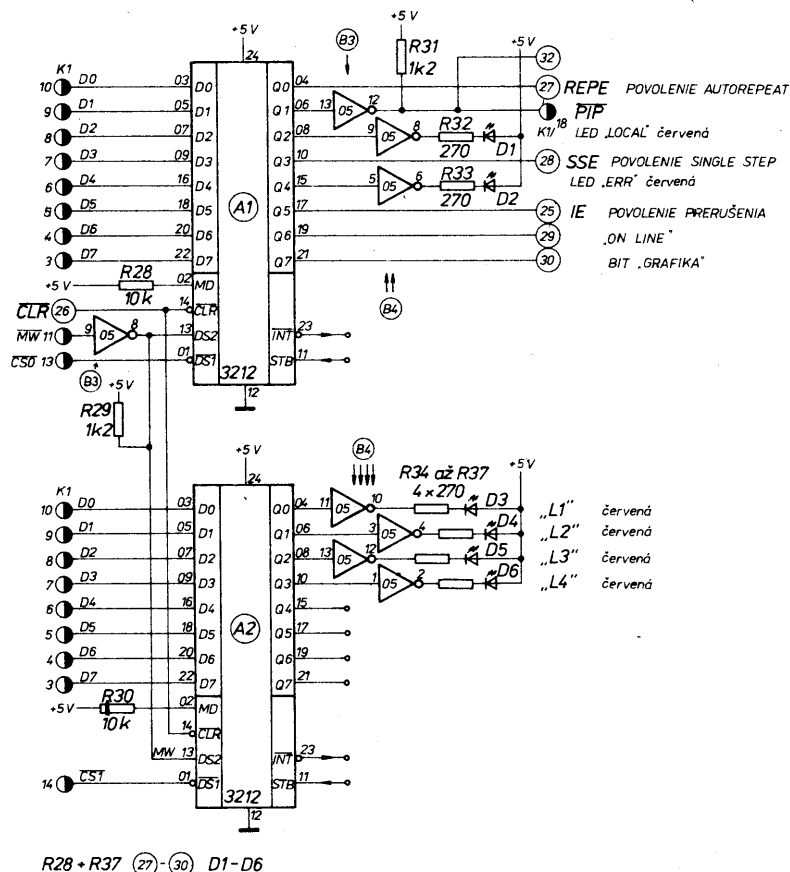 +5V
B3
+5V
R31
1k2
+5V
24
32
K1
10 D0 03 D0 Q0 04 27 REPE POVOLENIE AUTOREPEAT
9 D1 05 D1 Q1 06 13 05 12 PIP
K1/18 LED „LOCAL" červená
8 D2 07 D2 Q2 08 9 05 8 R32 270 D1
7 D3 09 D3 Q3 10 28 SSE POVOLENIE SINGLE STEP
LED „ERR" červená
6 D4 16 D4 Q4 15 5 05 6 R33 270 D2
A1
5 D5 18 D5 Q5 17 25 IE POVOLENIE PRERUŠENIA
4 D6 20 D6 Q6 19 29 „ON LINE"
3 D7 22 D7 Q7 21 30 BIT „GRAFIKA"
+5V R28 10k 02 MD
B4
CLR 26 14 CLR
MW 11 9 05 8 13 DS2 INT 23
CS0 13 01 DS1 STB 11
B3
3212
12
+5V
R29
1k2
+5V
24
B4
R34 až R37
4×270
+5V
K1
10 D0 03 D0 Q0 04 11 05 10 D3 „L1" červená
9 D1 05 D1 Q1 06 3 05 4 D4 „L2" červená
8 D2 07 D2 Q2 08 13 05 12 D5 „L3" červená
7 D3 09 D3 Q3 10 1 05 2 D6 „L4" červená
6 D4 16 D4 Q4 15
5 D5 18 D5 Q5 17
A2
4 D6 20 D6 Q6 19
3 D7 22 D7 Q7 21
+5V R30 10k 02 MD
14 CLR
MW 13 DS2 INT 23
14 CS1 01 DS1 STB 11
3212
12
R28 ÷ R37 27 - 30 D1-D6